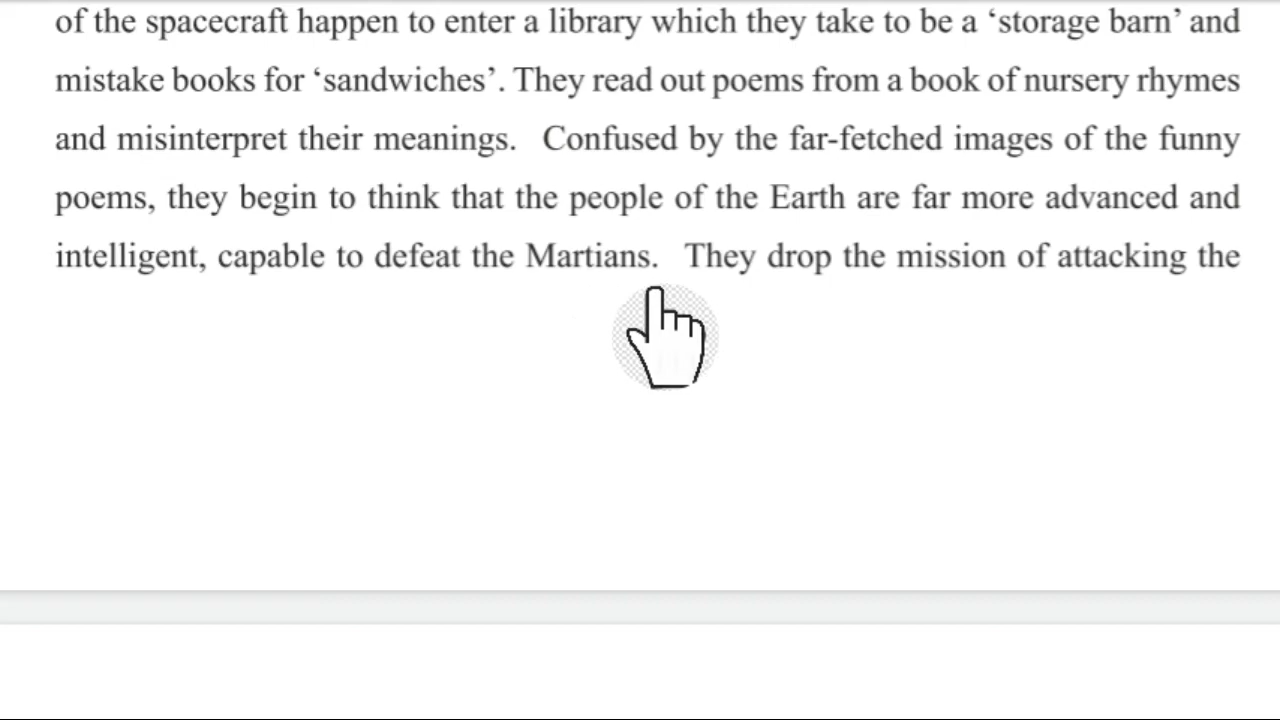 of the spacecraft happen to enter a library which they take to be a ‘storage barn’ and
mistake books for ‘sandwiches’. They read out poems from a book of nursery rhymes
and misinterpret their meanings. Confused by the far-fetched images of the funny
poems, they begin to think that the people of the Earth are far more advanced and
intelligent, capable to defeat the Martians. They drop the mission of attacking the